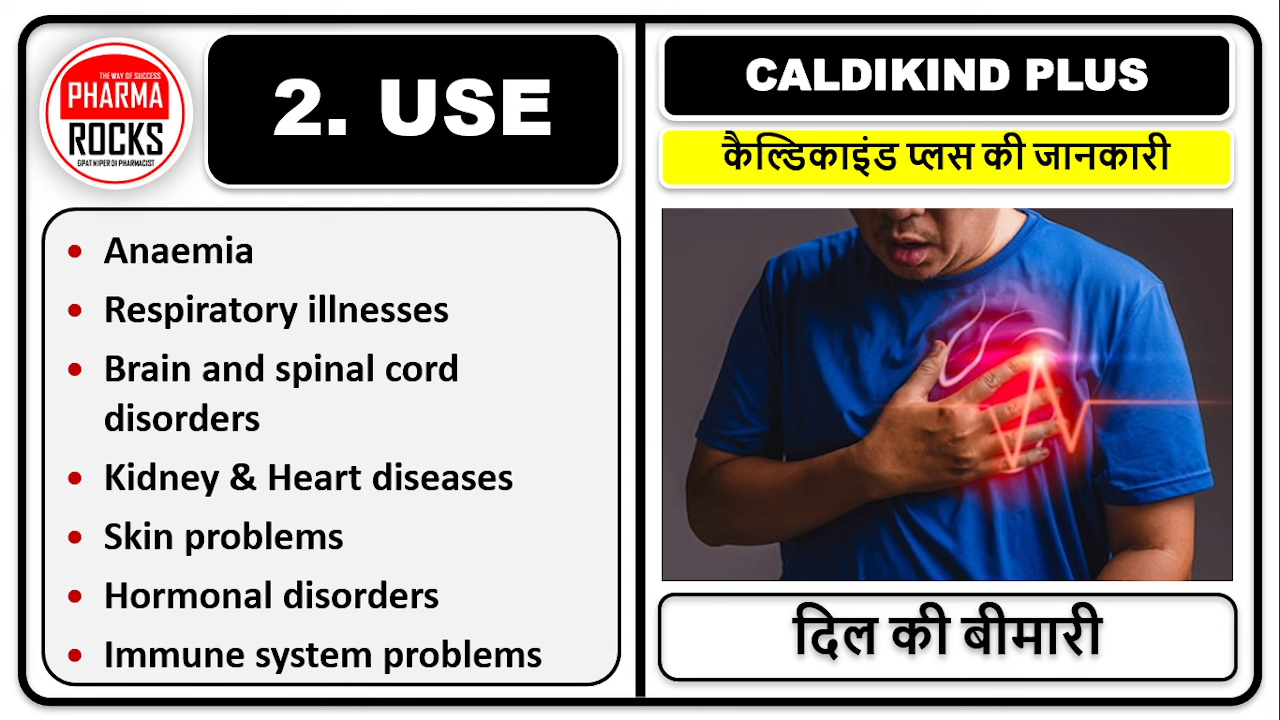 THE WAY OF SUCCESS
PHARMA
ROCKS
GPAT NIPER DI PHARMACIST
2. USE
• Anaemia
• Respiratory illnesses
• Brain and spinal cord
disorders
• Kidney & Heart diseases
• Skin problems
• Hormonal disorders
• Immune system problems
CALDIKIND PLUS
कैल्डिकाइंड प्लस की जानकारी
दिल की बीमारी